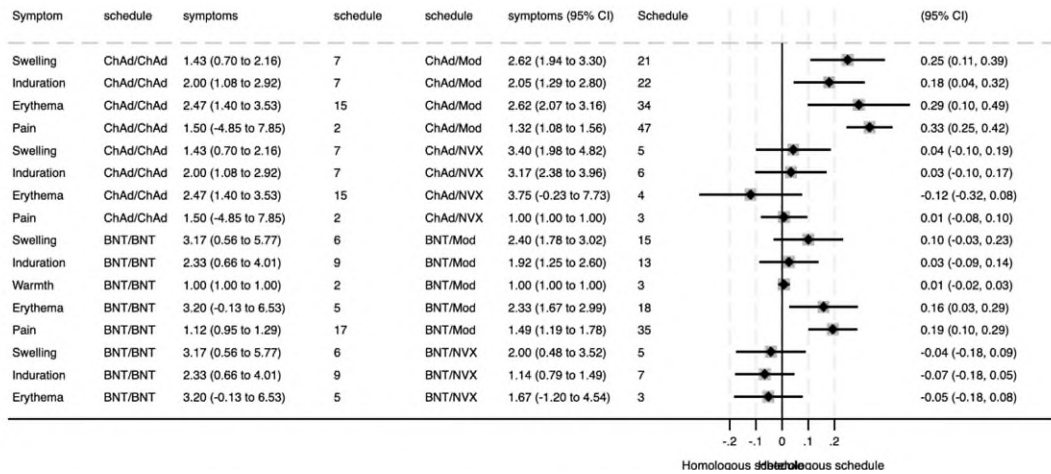 Symptom schedule symptoms schedule schedule symptoms (95% CI) Schedule (95% CI)
Swelling ChAd/ChAd 1.43 (0.70 to 2.16) 7 ChAd/Mod 2.62 (1.94 to 3.30) 21 0.25 (0.11, 0.39)
Induration ChAd/ChAd 2.00 (1.08 to 2.92) 7 ChAd/Mod 2.05 (1.29 to 2.80) 22 0.18 (0.04, 0.32)
Erythema ChAd/ChAd 2.47 (1.40 to 3.53) 15 ChAd/Mod 2.62 (2.07 to 3.16) 34 0.29 (0.10, 0.49)
Pain ChAd/ChAd 1.50 (-4.85 to 7.85) 2 ChAd/Mod 1.32 (1.08 to 1.56) 47 0.33 (0.25, 0.42)
Swelling ChAd/ChAd 1.43 (0.70 to 2.16) 7 ChAd/NVX 3.40 (1.98 to 4.82) 5 0.04 (-0.10, 0.19)
Induration ChAd/ChAd 2.00 (1.08 to 2.92) 7 ChAd/NVX 3.17 (2.38 to 3.96) 6 0.03 (-0.10, 0.17)
Erythema ChAd/ChAd 2.47 (1.40 to 3.53) 15 ChAd/NVX 3.75 (-0.23 to 7.73) 4 -0.12 (-0.32, 0.08)
Pain ChAd/ChAd 1.50 (-4.85 to 7.85) 2 ChAd/NVX 1.00 (1.00 to 1.00) 3 0.01 (-0.08, 0.10)
Swelling BNT/BNT 3.17 (0.56 to 5.77) 6 BNT/Mod 2.40 (1.78 to 3.02) 15 0.10 (-0.03, 0.23)
Induration BNT/BNT 2.33 (0.66 to 4.01) 9 BNT/Mod 1.92 (1.25 to 2.60) 13 0.03 (-0.09, 0.14)
Warmth BNT/BNT 1.00 (1.00 to 1.00) 2 BNT/Mod 1.00 (1.00 to 1.00) 3 0.01 (-0.02, 0.03)
Erythema BNT/BNT 3.20 (-0.13 to 6.53) 5 BNT/Mod 2.33 (1.67 to 2.99) 18 0.16 (0.03, 0.29)
Pain BNT/BNT 1.12 (0.95 to 1.29) 17 BNT/Mod 1.49 (1.19 to 1.78) 35 0.19 (0.10, 0.29)
Swelling BNT/BNT 3.17 (0.56 to 5.77) 6 BNT/NVX 2.00 (0.48 to 3.52) 5 -0.04 (-0.18, 0.09)
Induration BNT/BNT 2.33 (0.66 to 4.01) 9 BNT/NVX 1.14 (0.79 to 1.49) 7 -0.07 (-0.18, 0.05)
Erythema BNT/BNT 3.20 (-0.13 to 6.53) 5 BNT/NVX 1.67 (-1.20 to 4.54) 3 -0.05 (-0.18, 0.08)
-.2 -.1 0 .1 .2
Homologous schedule